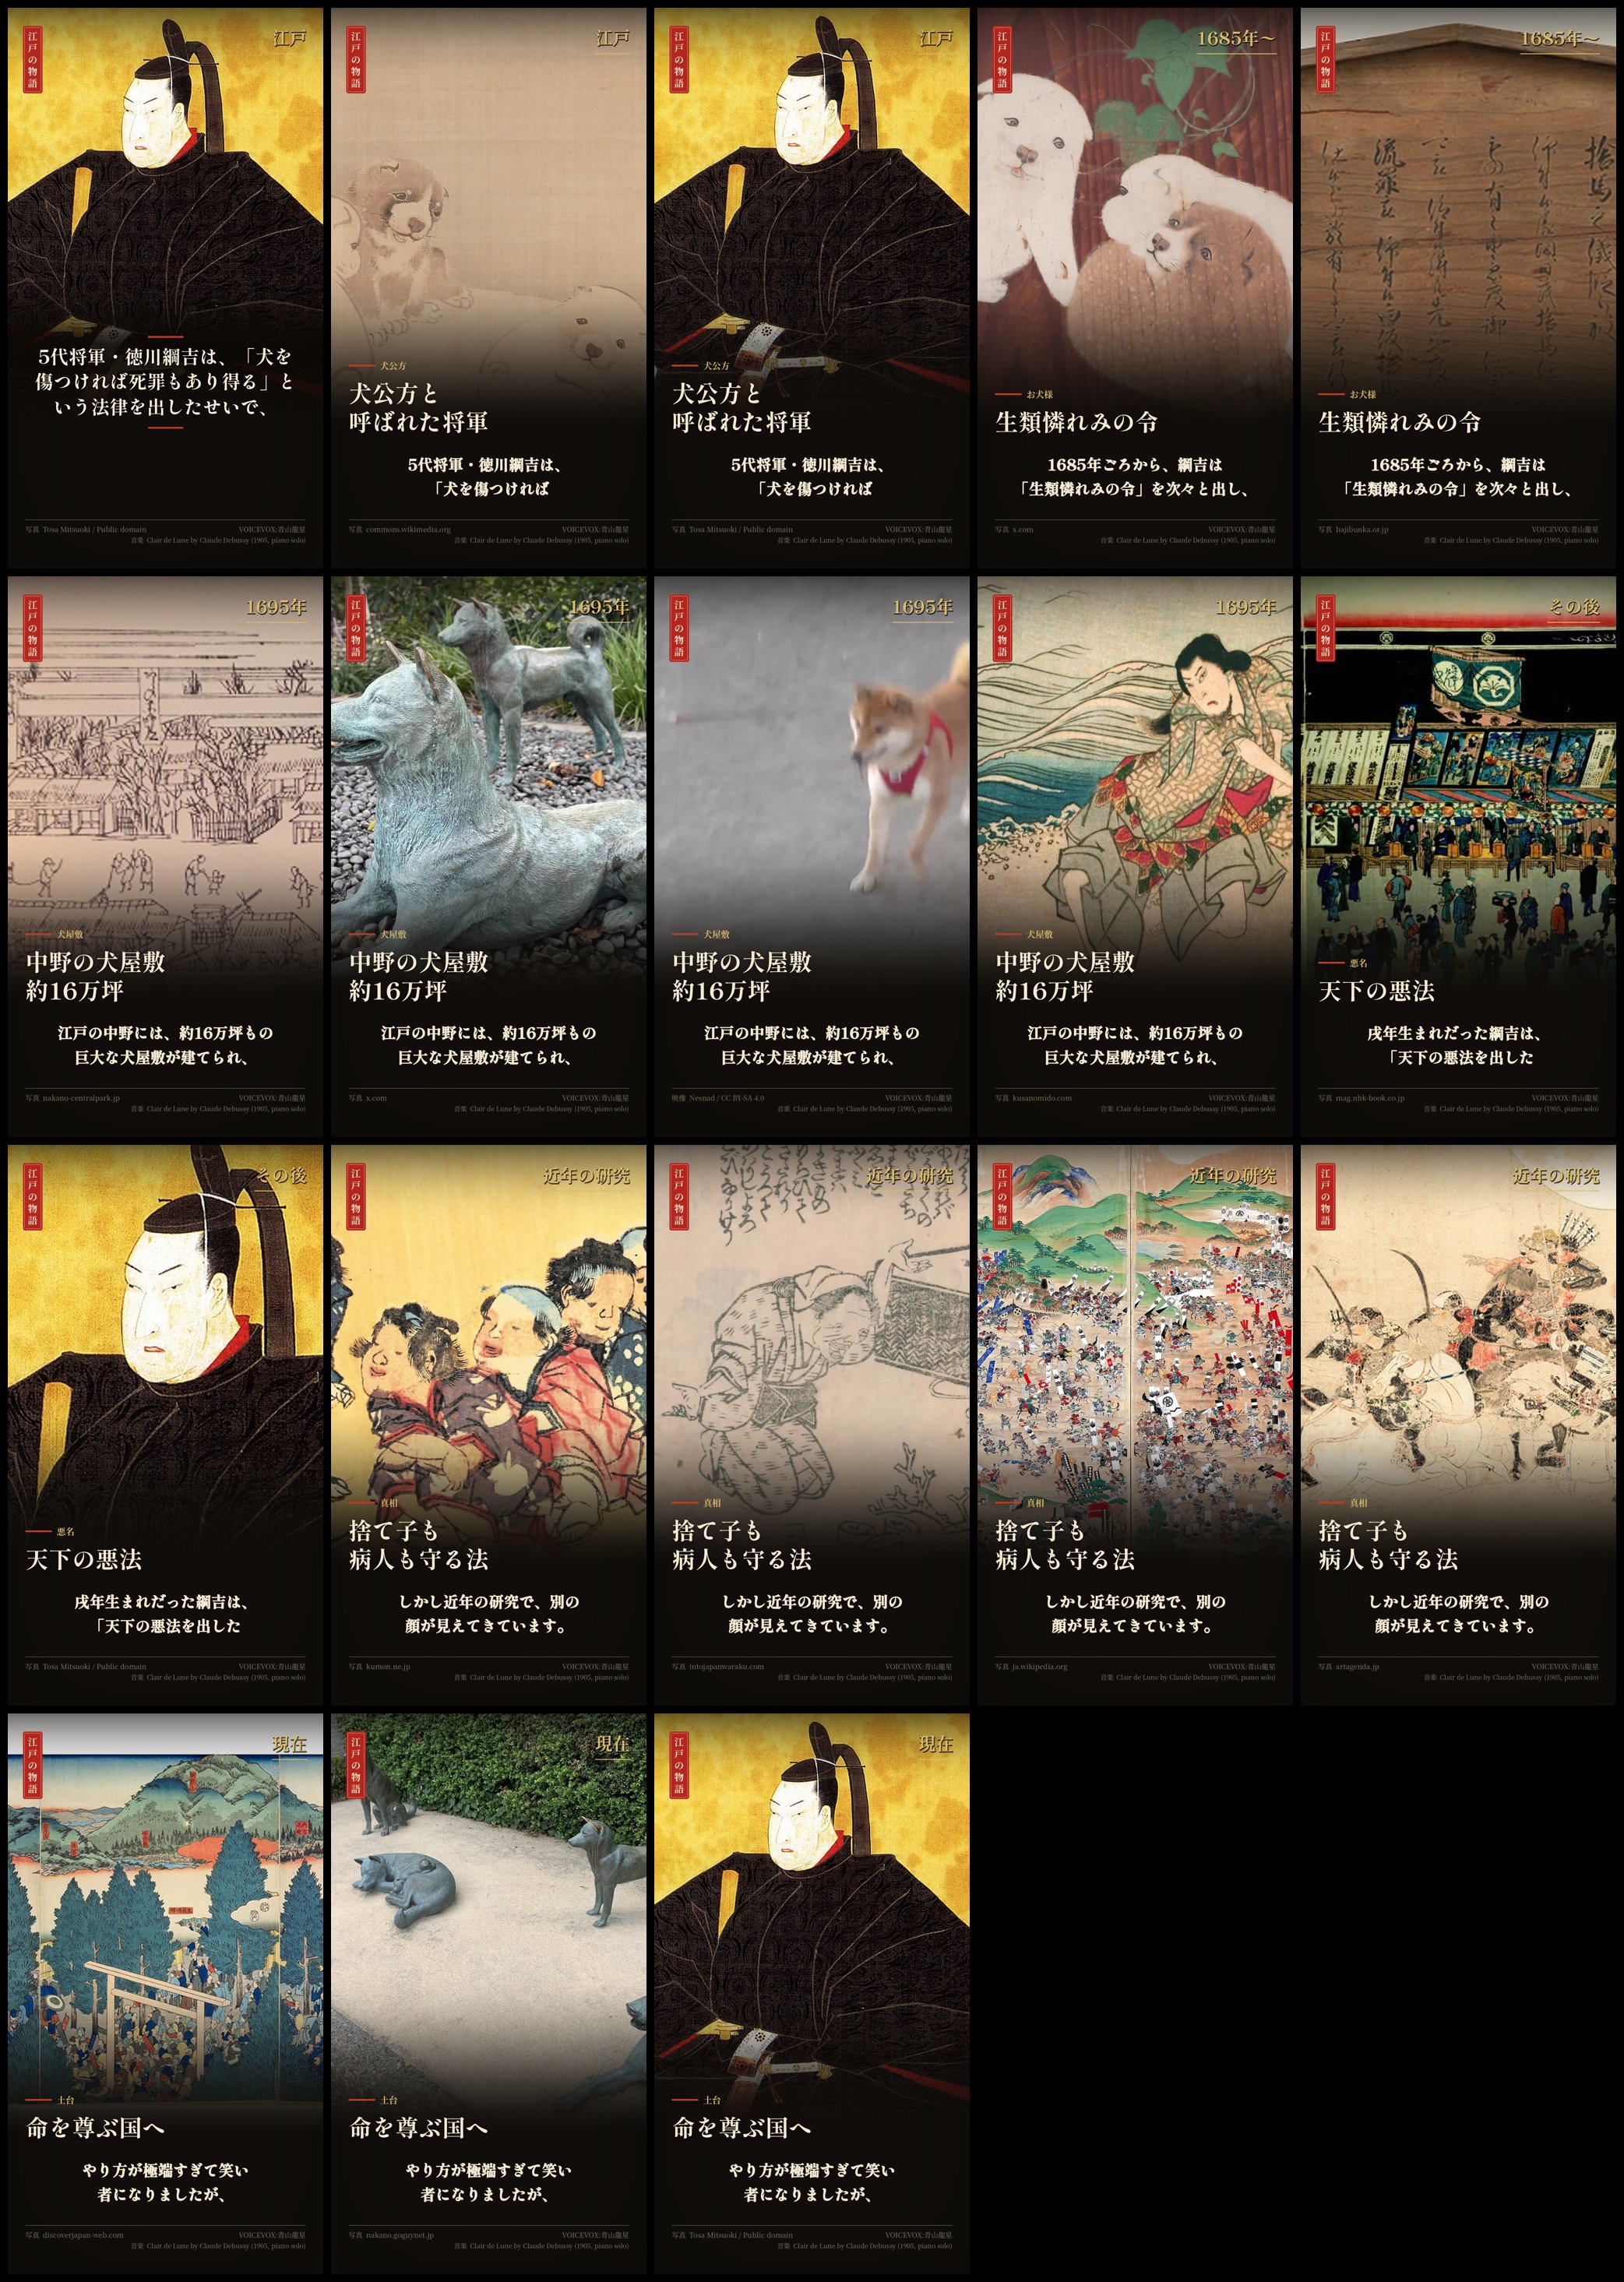 江戸の物語
江戸
5代将軍・徳川綱吉は、「犬を
傷つければ死罪もあり得る」と
いう法律を出したせいで、
写真 Tosa Mitsuoki / Public domain
VOICEVOX:青山龍星
音楽 Clair de Lune by Claude Debussy (1905, piano solo)
江戸の物語
江戸
犬公方
犬公方と
呼ばれた将軍
5代将軍・徳川綱吉は、
「犬を傷つければ
写真 commons.wikimedia.org
VOICEVOX:青山龍星
音楽 Clair de Lune by Claude Debussy (1905, piano solo)
江戸の物語
江戸
犬公方
犬公方と
呼ばれた将軍
5代将軍・徳川綱吉は、
「犬を傷つければ
写真 Tosa Mitsuoki / Public domain
VOICEVOX:青山龍星
音楽 Clair de Lune by Claude Debussy (1905, piano solo)
江戸の物語
1685年〜
お犬様
生類憐れみの令
1685年ごろから、綱吉は
「生類憐れみの令」を次々と出し、
写真 x.com
VOICEVOX:青山龍星
音楽 Clair de Lune by Claude Debussy (1905, piano solo)
江戸の物語
1685年〜
お犬様
生類憐れみの令
1685年ごろから、綱吉は
「生類憐れみの令」を次々と出し、
写真 bajibunka.or.jp
VOICEVOX:青山龍星
音楽 Clair de Lune by Claude Debussy (1905, piano solo)
江戸の物語
1695年
犬屋敷
中野の犬屋敷
約16万坪
江戸の中野には、約16万坪もの
巨大な犬屋敷が建てられ、
写真 nakano-centralpark.jp
VOICEVOX:青山龍星
音楽 Clair de Lune by Claude Debussy (1905, piano solo)
江戸の物語
1695年
犬屋敷
中野の犬屋敷
約16万坪
江戸の中野には、約16万坪もの
巨大な犬屋敷が建てられ、
写真 x.com
VOICEVOX:青山龍星
音楽 Clair de Lune by Claude Debussy (1905, piano solo)
江戸の物語
1695年
犬屋敷
中野の犬屋敷
約16万坪
江戸の中野には、約16万坪もの
巨大な犬屋敷が建てられ、
映像 Nesnad / CC BY-SA 4.0
VOICEVOX:青山龍星
音楽 Clair de Lune by Claude Debussy (1905, piano solo)
江戸の物語
1695年
犬屋敷
中野の犬屋敷
約16万坪
江戸の中野には、約16万坪もの
巨大な犬屋敷が建てられ、
写真 kusanomido.com
VOICEVOX:青山龍星
音楽 Clair de Lune by Claude Debussy (1905, piano solo)
江戸の物語
その後
悪名
天下の悪法
戌年生まれだった綱吉は、
「天下の悪法を出した
写真 mag.nhk-book.co.jp
VOICEVOX:青山龍星
音楽 Clair de Lune by Claude Debussy (1905, piano solo)
江戸の物語
その後
悪名
天下の悪法
戌年生まれだった綱吉は、
「天下の悪法を出した
写真 Tosa Mitsuoki / Public domain
VOICEVOX:青山龍星
音楽 Clair de Lune by Claude Debussy (1905, piano solo)
江戸の物語
近年の研究
真相
捨て子も
病人も守る法
しかし近年の研究で、別の
顔が見えてきています。
写真 kumon.ne.jp
VOICEVOX:青山龍星
音楽 Clair de Lune by Claude Debussy (1905, piano solo)
江戸の物語
近年の研究
真相
捨て子も
病人も守る法
しかし近年の研究で、別の
顔が見えてきています。
写真 intojapanwaraku.com
VOICEVOX:青山龍星
音楽 Clair de Lune by Claude Debussy (1905, piano solo)
江戸の物語
近年の研究
真相
捨て子も
病人も守る法
しかし近年の研究で、別の
顔が見えてきています。
写真 ja.wikipedia.org
VOICEVOX:青山龍星
音楽 Clair de Lune by Claude Debussy (1905, piano solo)
江戸の物語
近年の研究
真相
捨て子も
病人も守る法
しかし近年の研究で、別の
顔が見えてきています。
写真 artagenda.jp
VOICEVOX:青山龍星
音楽 Clair de Lune by Claude Debussy (1905, piano solo)
江戸の物語
現在
土台
命を尊ぶ国へ
やり方が極端すぎて笑い
者になりましたが、
写真 discoverjapan-web.com
VOICEVOX:青山龍星
音楽 Clair de Lune by Claude Debussy (1905, piano solo)
江戸の物語
現在
土台
命を尊ぶ国へ
やり方が極端すぎて笑い
者になりましたが、
写真 nakano.goguynet.jp
VOICEVOX:青山龍星
音楽 Clair de Lune by Claude Debussy (1905, piano solo)
江戸の物語
現在
土台
命を尊ぶ国へ
やり方が極端すぎて笑い
者になりましたが、
写真 Tosa Mitsuoki / Public domain
VOICEVOX:青山龍星
音楽 Clair de Lune by Claude Debussy (1905, piano solo)